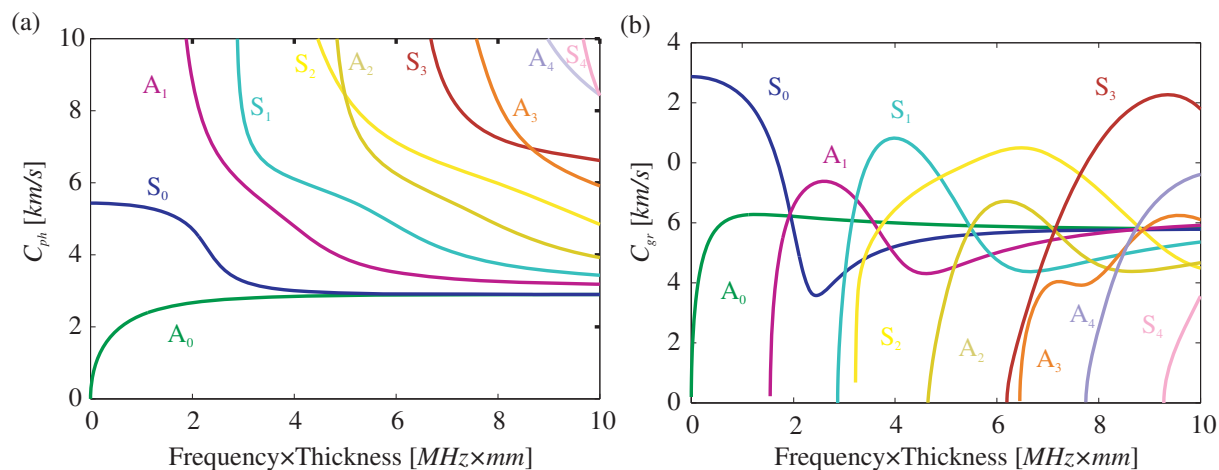 (a)
10
8
6
4
2
0
C_ph [km/s]
A₁
S₁
S₂
A₂
S₃
A₃
A₄
S₄
S₀
A₀
0 2 4 6 8 10
Frequency×Thickness [MHz×mm]
(b)
4
2
0
8
6
4
2
0
C_gr [km/s]
S₀
A₁
S₁
S₃
A₀
S₂
A₂
A₃
A₄
S₄
0 2 4 6 8 10
Frequency×Thickness [MHz×mm]